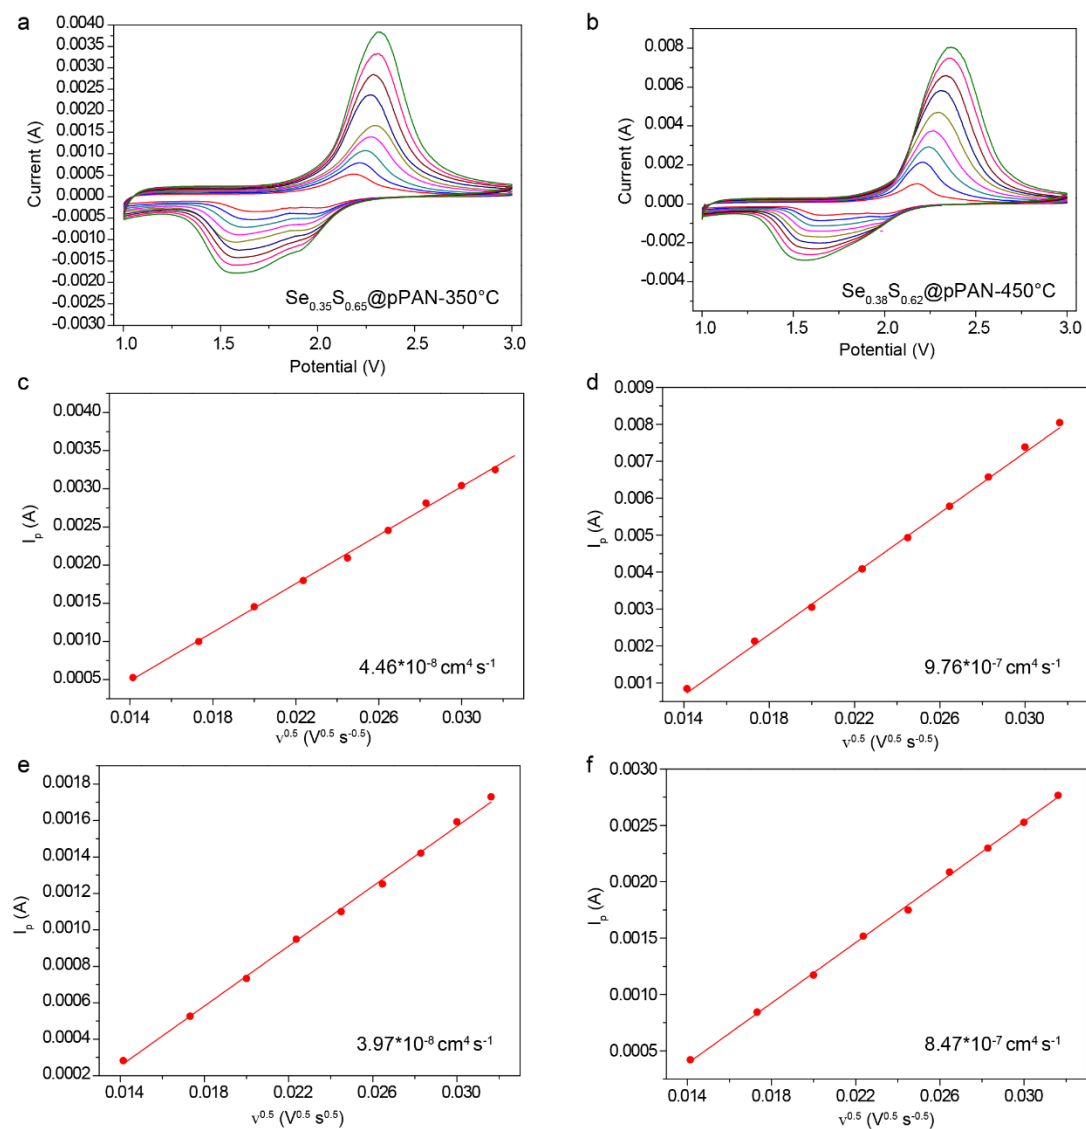 a
0.0040
0.0035
0.0030
0.0025
0.0020
0.0015
0.0010
0.0005
0.0000
-0.0005
-0.0010
-0.0015
-0.0020
-0.0025
-0.0030
Current (A)
Se0.35S0.65@pPAN-350°C
1.0 1.5 2.0 2.5 3.0
Potential (V)
b
0.008
0.006
0.004
0.002
0.000
-0.002
-0.004
Current (A)
Se0.38S0.62@pPAN-450°C
1.0 1.5 2.0 2.5 3.0
Potential (V)
c
0.0040
0.0035
0.0030
0.0025
0.0020
0.0015
0.0010
0.0005
Ip (A)
4.46*10⁻⁸ cm⁴ s⁻¹
0.014 0.018 0.022 0.026 0.030
v^0.5 (V^0.5 s^-0.5)
d
0.009
0.008
0.007
0.006
0.005
0.004
0.003
0.002
0.001
Ip (A)
9.76*10⁻⁷ cm⁴ s⁻¹
0.014 0.018 0.022 0.026 0.030
v^0.5 (V^0.5 s^-0.5)
e
0.0018
0.0016
0.0014
0.0012
0.0010
0.0008
0.0006
0.0004
0.0002
Ip (A)
3.97*10⁻⁸ cm⁴ s⁻¹
0.014 0.018 0.022 0.026 0.030
v^0.5 (V^0.5 s^0.5)
f
0.0030
0.0025
0.0020
0.0015
0.0010
0.0005
Ip (A)
8.47*10⁻⁷ cm⁴ s⁻¹
0.014 0.018 0.022 0.026 0.030
v^0.5 (V^0.5 s^-0.5)